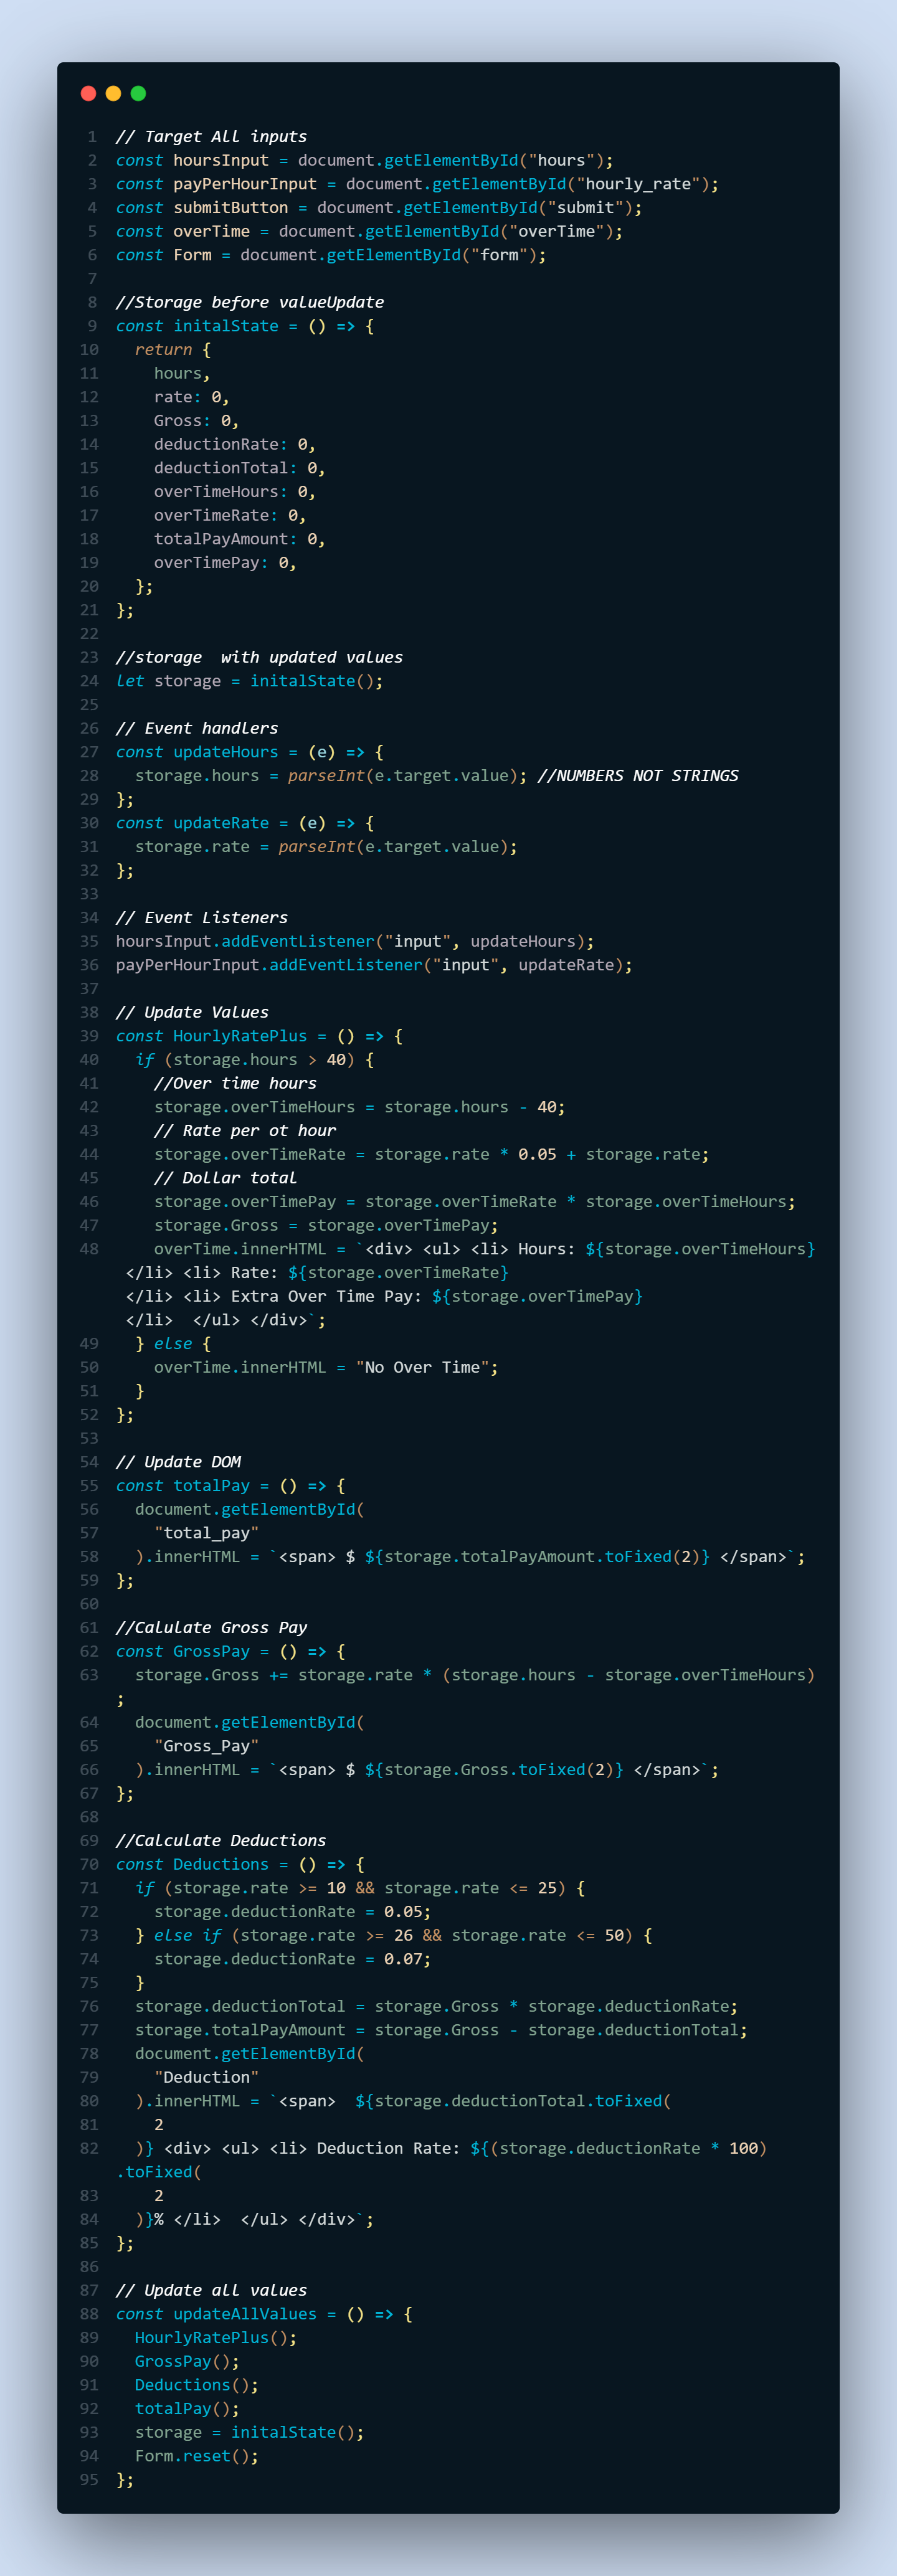 1 // Target All inputs
2 const hoursInput = document.getElementById("hours");
3 const payPerHourInput = document.getElementById("hourly_rate");
4 const submitButton = document.getElementById("submit");
5 const overTime = document.getElementById("overTime");
6 const Form = document.getElementById("form");
7
8 //Storage before valueUpdate
9 const initalState = () => {
10   return {
11     hours,
12     rate: 0,
13     Gross: 0,
14     deductionRate: 0,
15     deductionTotal: 0,
16     overTimeHours: 0,
17     overTimeRate: 0,
18     totalPayAmount: 0,
19     overTimePay: 0,
20   };
21 };
22
23 //storage  with updated values
24 let storage = initalState();
25
26 // Event handlers
27 const updateHours = (e) => {
28   storage.hours = parseInt(e.target.value); //NUMBERS NOT STRINGS
29 };
30 const updateRate = (e) => {
31   storage.rate = parseInt(e.target.value);
32 };
33
34 // Event Listeners
35 hoursInput.addEventListener("input", updateHours);
36 payPerHourInput.addEventListener("input", updateRate);
37
38 // Update Values
39 const HourlyRatePlus = () => {
40   if (storage.hours > 40) {
41     //Over time hours
42     storage.overTimeHours = storage.hours - 40;
43     // Rate per ot hour
44     storage.overTimeRate = storage.rate * 0.05 + storage.rate;
45     // Dollar total
46     storage.overTimePay = storage.overTimeRate * storage.overTimeHours;
47     storage.Gross = storage.overTimePay;
48     overTime.innerHTML = `<div> <ul> <li> Hours: ${storage.overTimeHours}
 </li> <li> Rate: ${storage.overTimeRate}
 </li> <li> Extra Over Time Pay: ${storage.overTimePay}
 </li>  </ul> </div>`;
49   } else {
50     overTime.innerHTML = "No Over Time";
51   }
52 };
53
54 // Update DOM
55 const totalPay = () => {
56   document.getElementById(
57     "total_pay"
58   ).innerHTML = `<span> $ ${storage.totalPayAmount.toFixed(2)} </span>`;
59 };
60
61 //Calulate Gross Pay
62 const GrossPay = () => {
63   storage.Gross += storage.rate * (storage.hours - storage.overTimeHours)
;
64   document.getElementById(
65     "Gross_Pay"
66   ).innerHTML = `<span> $ ${storage.Gross.toFixed(2)} </span>`;
67 };
68
69 //Calculate Deductions
70 const Deductions = () => {
71   if (storage.rate >= 10 && storage.rate <= 25) {
72     storage.deductionRate = 0.05;
73   } else if (storage.rate >= 26 && storage.rate <= 50) {
74     storage.deductionRate = 0.07;
75   }
76   storage.deductionTotal = storage.Gross * storage.deductionRate;
77   storage.totalPayAmount = storage.Gross - storage.deductionTotal;
78   document.getElementById(
79     "Deduction"
80   ).innerHTML = `<span>  ${storage.deductionTotal.toFixed(
81     2
82   )} <div> <ul> <li> Deduction Rate: ${(storage.deductionRate * 100)
.toFixed(
83     2
84   )}% </li>  </ul> </div>`;
85 };
86
87 // Update all values
88 const updateAllValues = () => {
89   HourlyRatePlus();
90   GrossPay();
91   Deductions();
92   totalPay();
93   storage = initalState();
94   Form.reset();
95 };